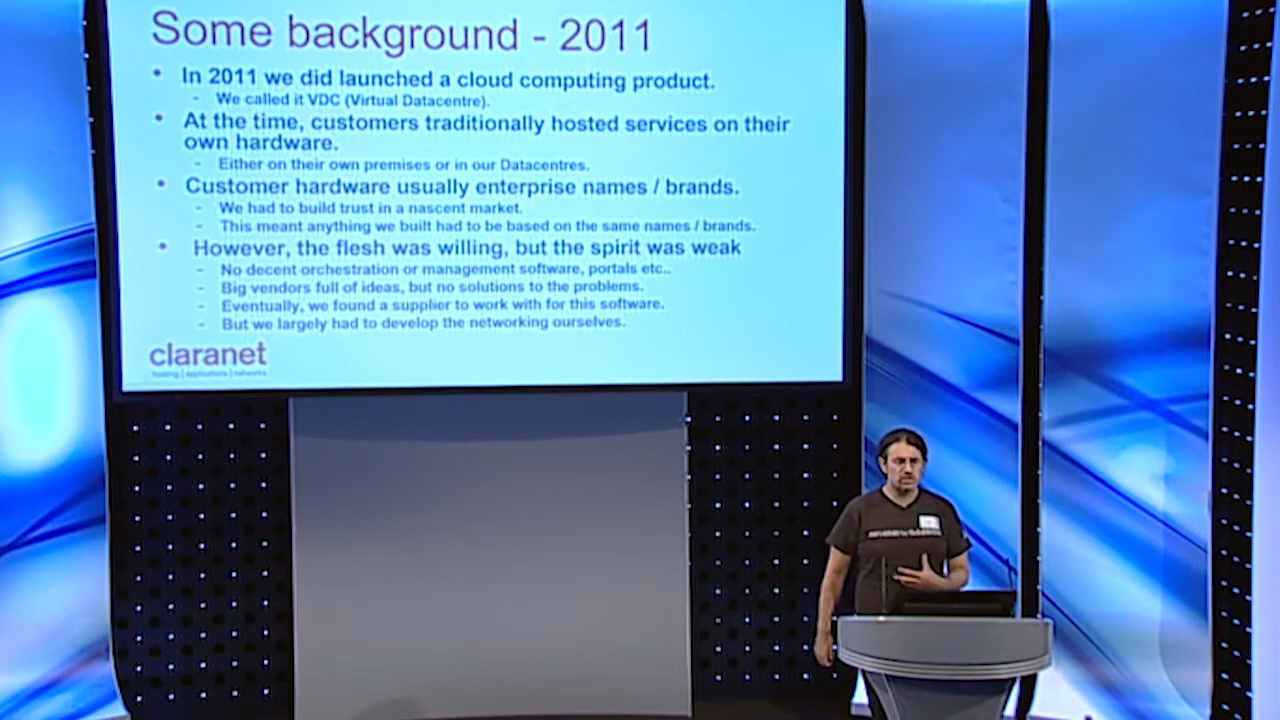 Some background - 2011
• In 2011 we did launched a cloud computing product.
- We called it VDC (Virtual Datacentre).
• At the time, customers traditionally hosted services on their
own hardware.
- Either on their own premises or in our Datacentres.
• Customer hardware usually enterprise names / brands.
- We had to build trust in a nascent market.
- This meant anything we built had to be based on the same names / brands.
• However, the flesh was willing, but the spirit was weak
- No decent orchestration or management software, portals etc..
- Big vendors full of ideas, but no solutions to the problems.
- Eventually, we found a supplier to work with for this software.
- But we largely had to develop the networking ourselves.
claranet
hosting | applications | networks